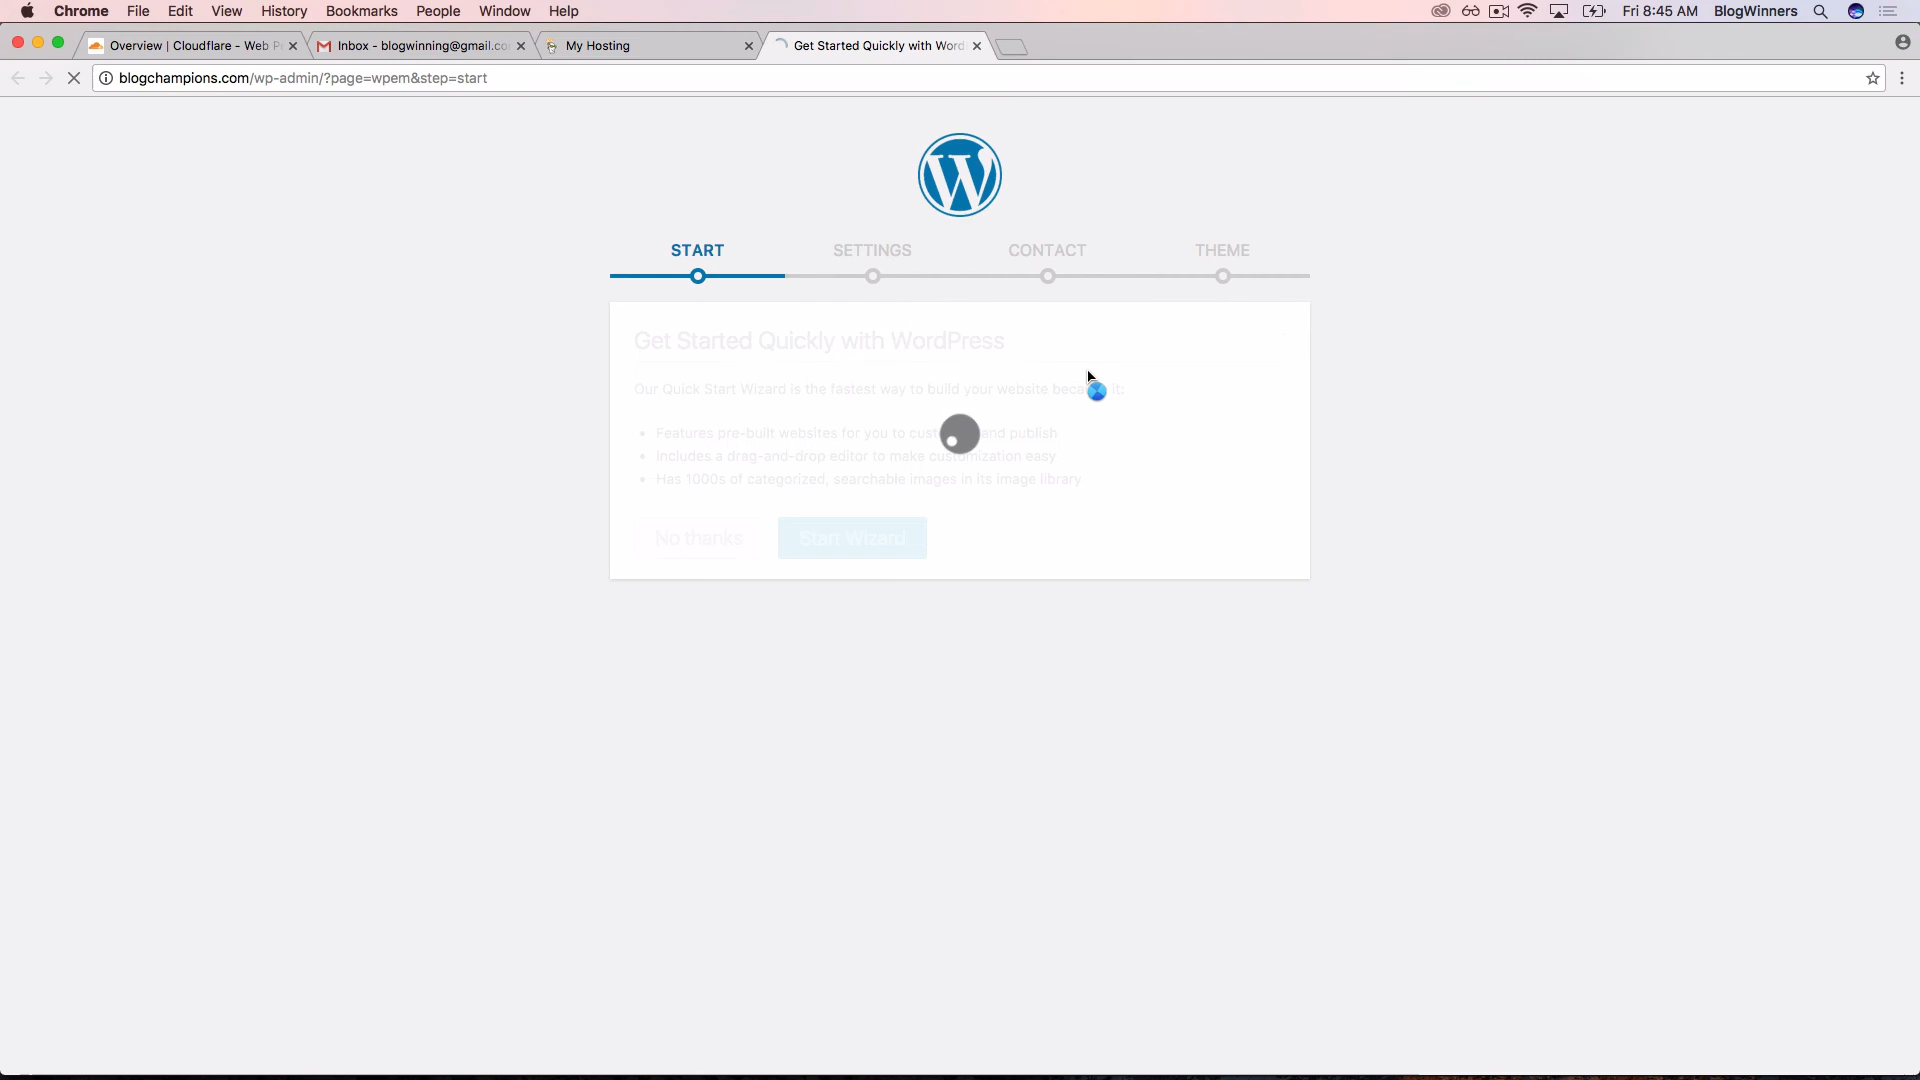 Chrome File Edit View History Bookmarks People Window Help Fri 8:45 AM BlogWinners
Overview | Cloudflare - Web P
Inbox - blogwinning@gmail.co
My Hosting
Get Started Quickly with Word
blogchampions.com/wp-admin/?page=wpem&step=start
START SETTINGS CONTACT THEME
Get Started Quickly with WordPress
Our Quick Start Wizard is the fastest way to build your website beca it:
• Features pre-built websites for you to cust and publish
• Includes a drag-and-drop editor to make customization easy
• Has 1000s of categorized, searchable images in its image library
No thanks Start Wizard